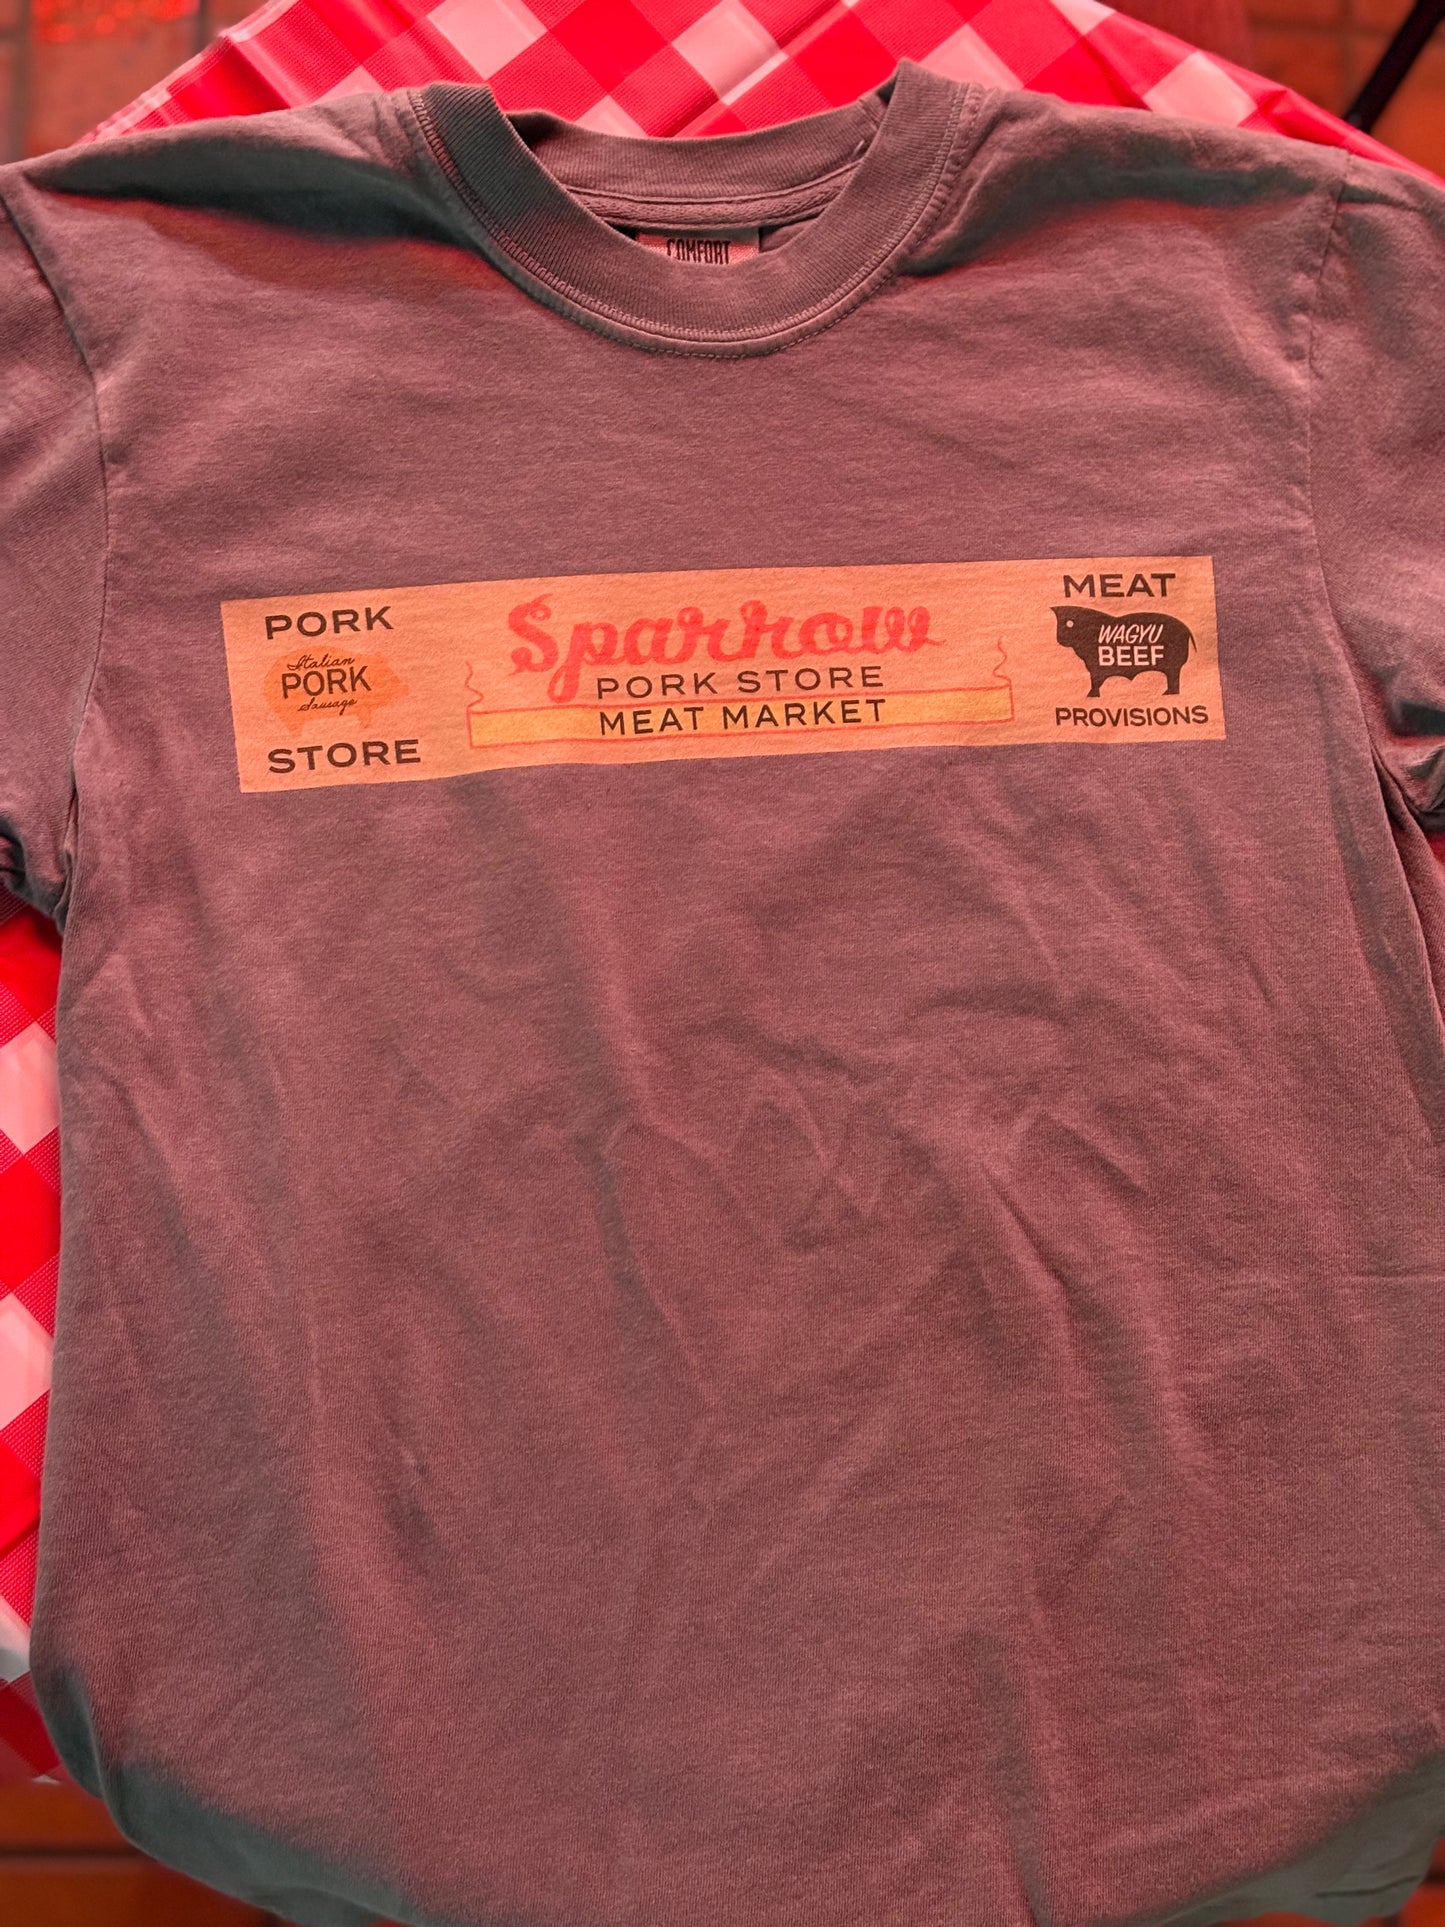 COMFORT
PORK
Italian
PORK
Sausage
STORE
Sparrow
PORK STORE
MEAT MARKET
MEAT
WAGYU
BEEF
PROVISIONS